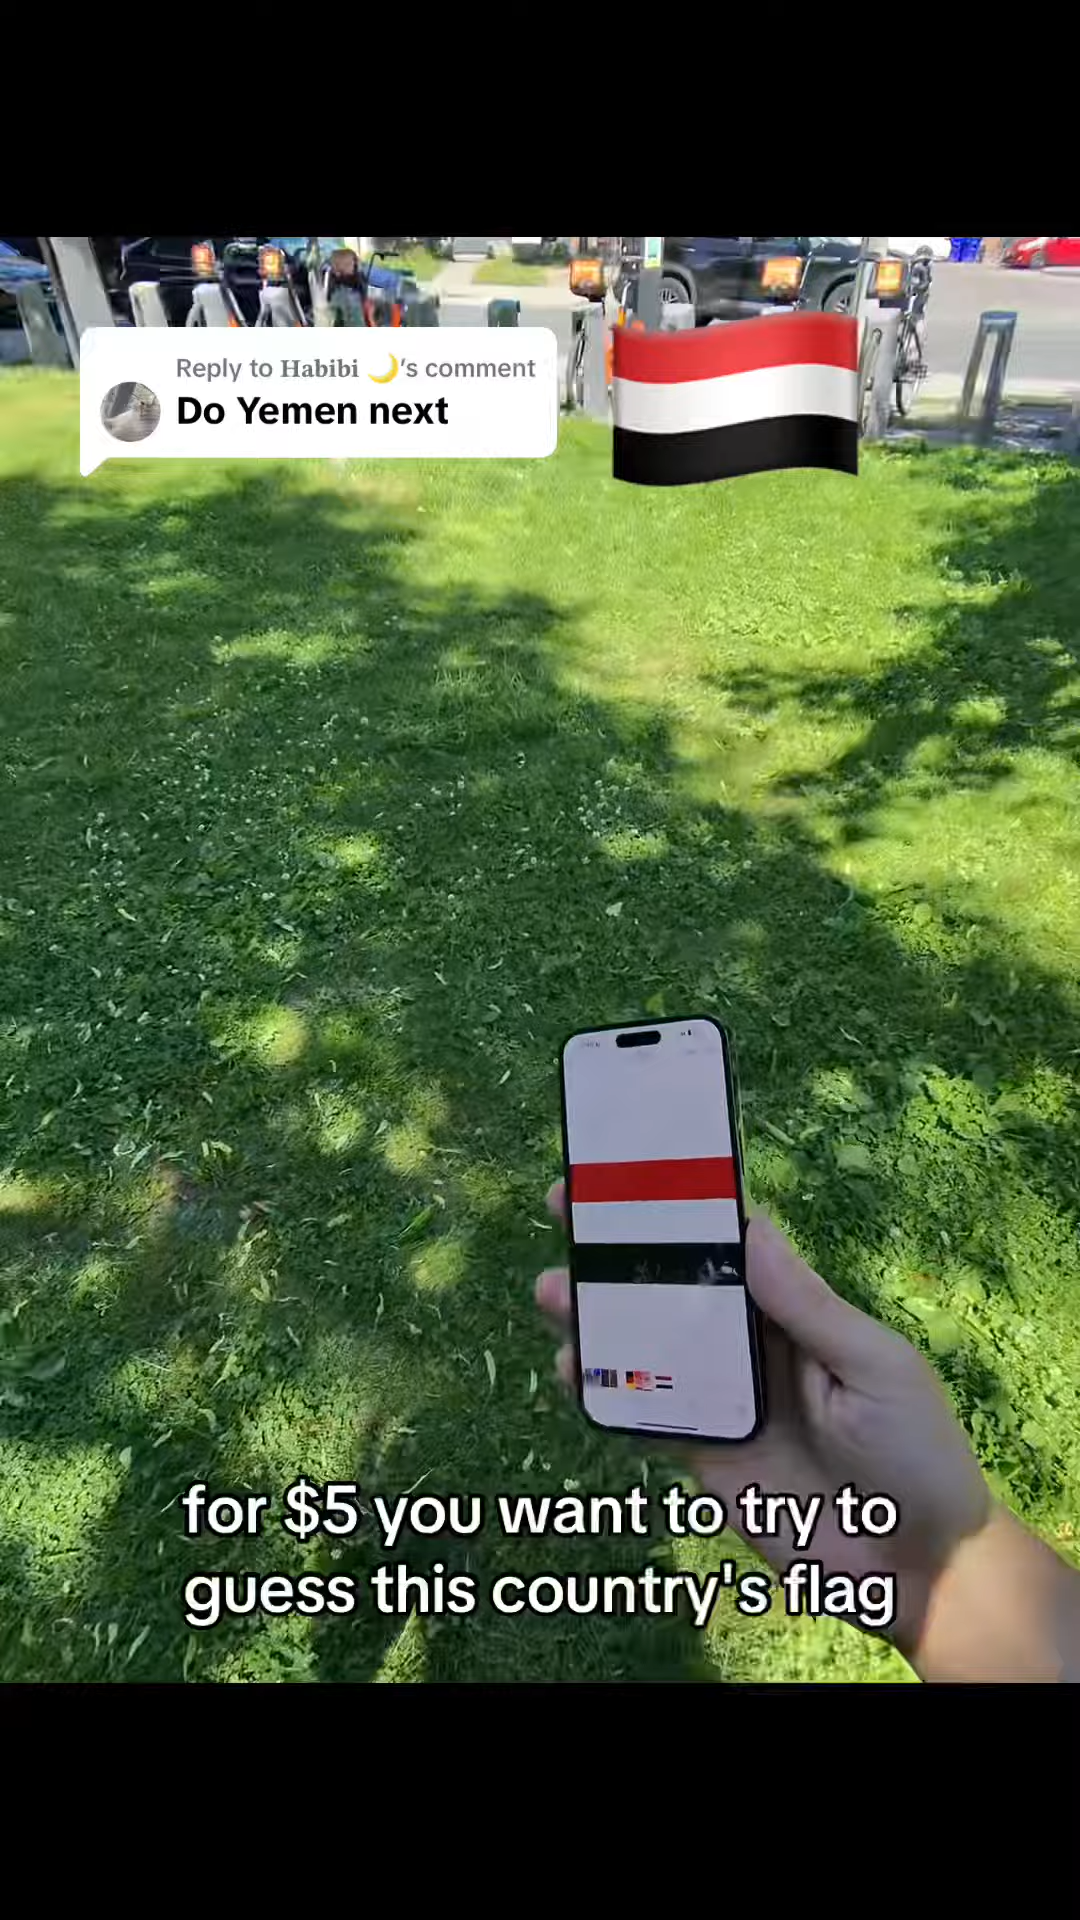 Reply to Habibi 🌙's comment
Do Yemen next
for $5 you want to try to
guess this country's flag